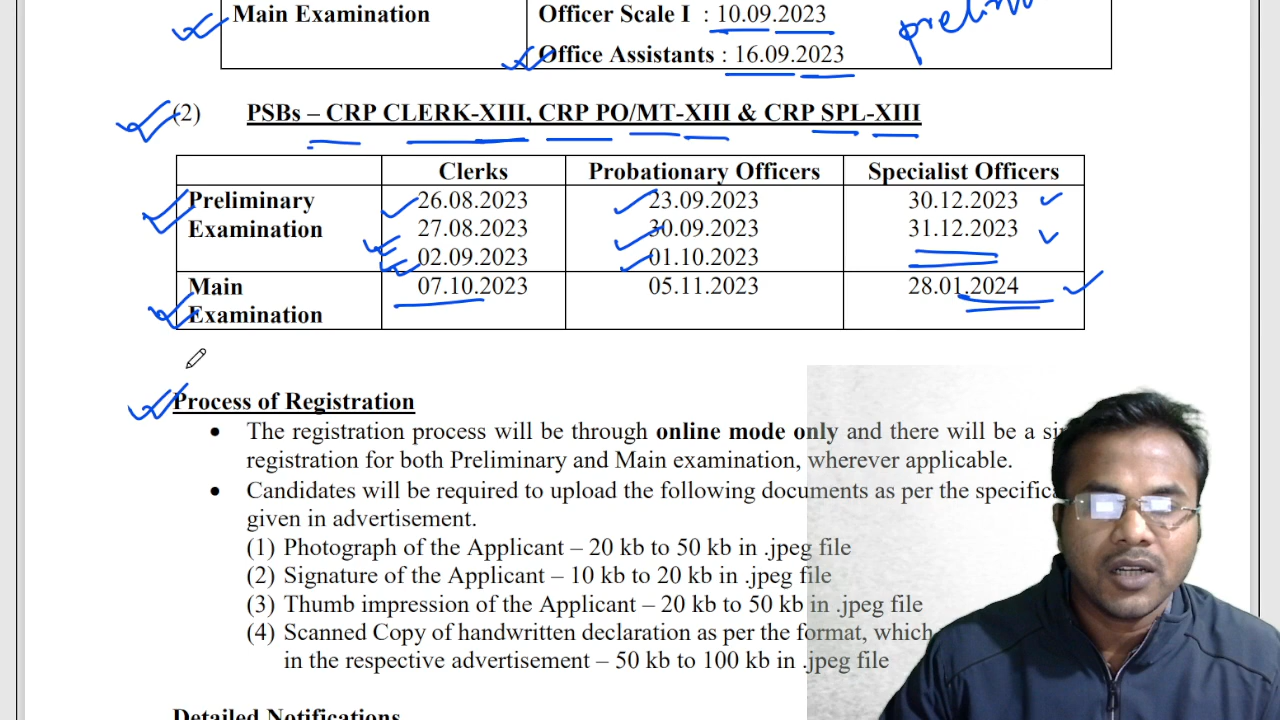 Main Examination
Officer Scale I : 10.09.2023
prelim
Office Assistants : 16.09.2023
(2) PSBs – CRP CLERK-XIII, CRP PO/MT-XIII & CRP SPL-XIII
Clerks Probationary Officers Specialist Officers
Preliminary 26.08.2023 23.09.2023 30.12.2023
Examination 27.08.2023 30.09.2023 31.12.2023
02.09.2023 01.10.2023
Main 07.10.2023 05.11.2023 28.01.2024
Examination
Process of Registration
• The registration process will be through online mode only and there will be a
registration for both Preliminary and Main examination, wherever applicable.
• Candidates will be required to upload the following documents as per the
given in advertisement.
(1) Photograph of the Applicant – 20 kb to 50 kb in .jpeg file
(2) Signature of the Applicant – 10 kb to 20 kb in .jpeg file
(3) Thumb impression of the Applicant – 20 kb to 50 kb in .jpeg file
(4) Scanned Copy of handwritten declaration as per the format, which
in the respective advertisement – 50 kb to 100 kb in .jpeg file
Detailed Notifications